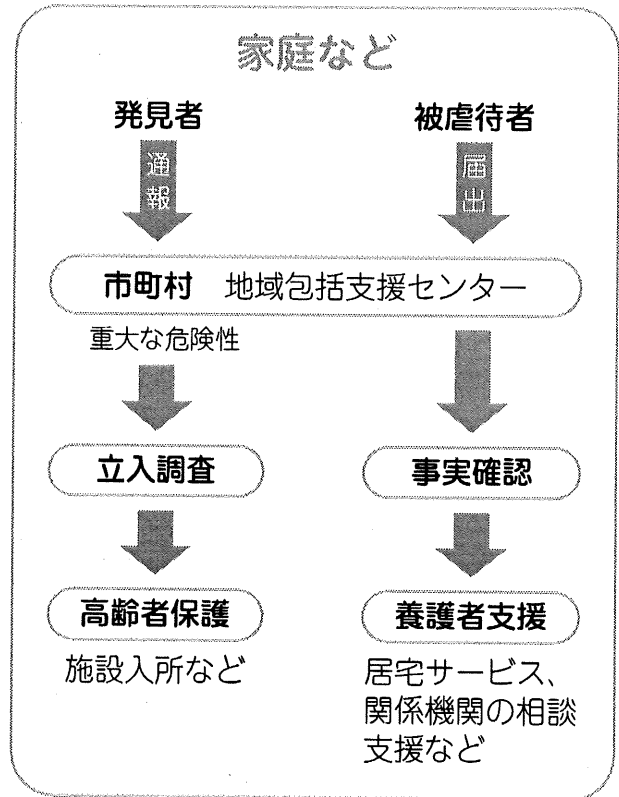 家庭など
発見者
被虐待者
通報
届出
市町村 地域包括支援センター
重大な危険性
立入調査
事実確認
高齢者保護
養護者支援
施設入所など
居宅サービス、
関係機関の相談
支援など